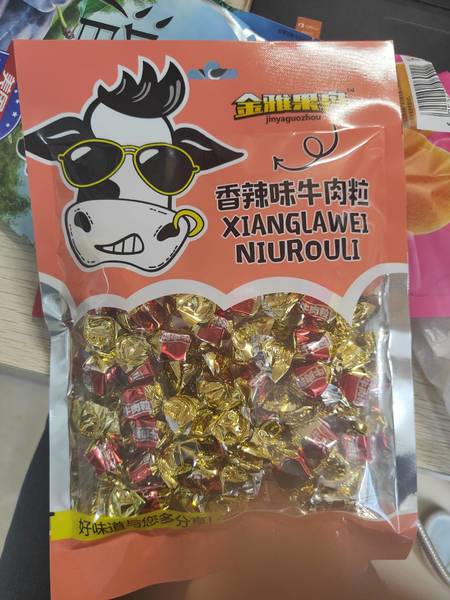 金雅果籽
jinyaguozhou
香辣味牛肉粒
XIANGLAWEI
NIUROULI
好味道与您多分享!